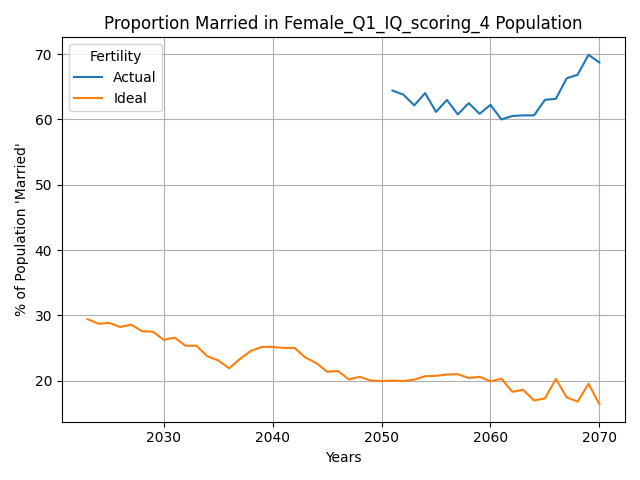 Proportion Married in Female_Q1_IQ_scoring_4 Population
Fertility
Actual
Ideal
% of Population 'Married'
70
60
50
40
30
20
2030
2040
2050
2060
2070
Years